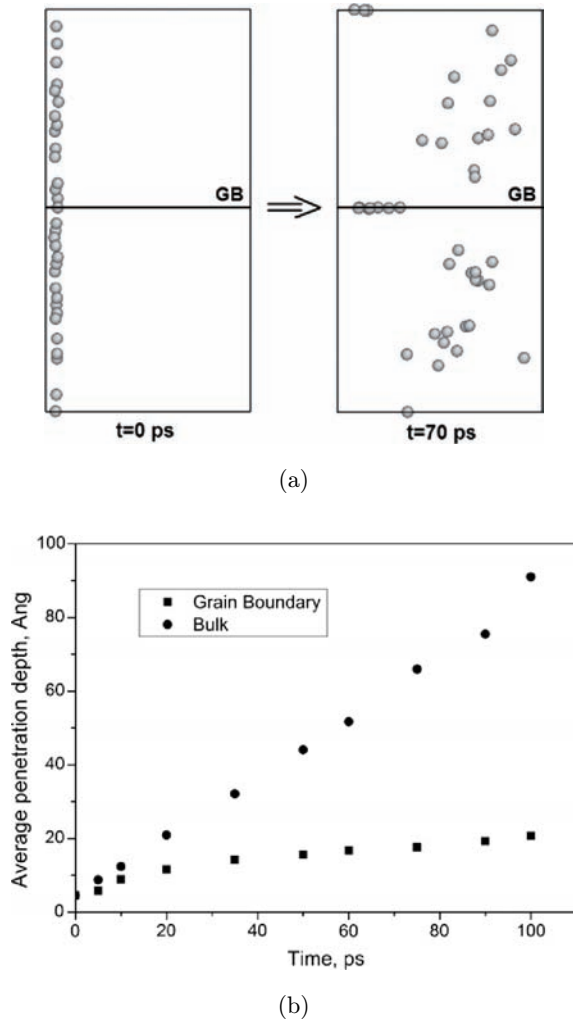 GB
GB
t=0 ps
t=70 ps
(a)
Average penetration depth, Ang
100
80
60
40
20
0
Grain Boundary
Bulk
0
20
40
60
80
100
Time, ps
(b)